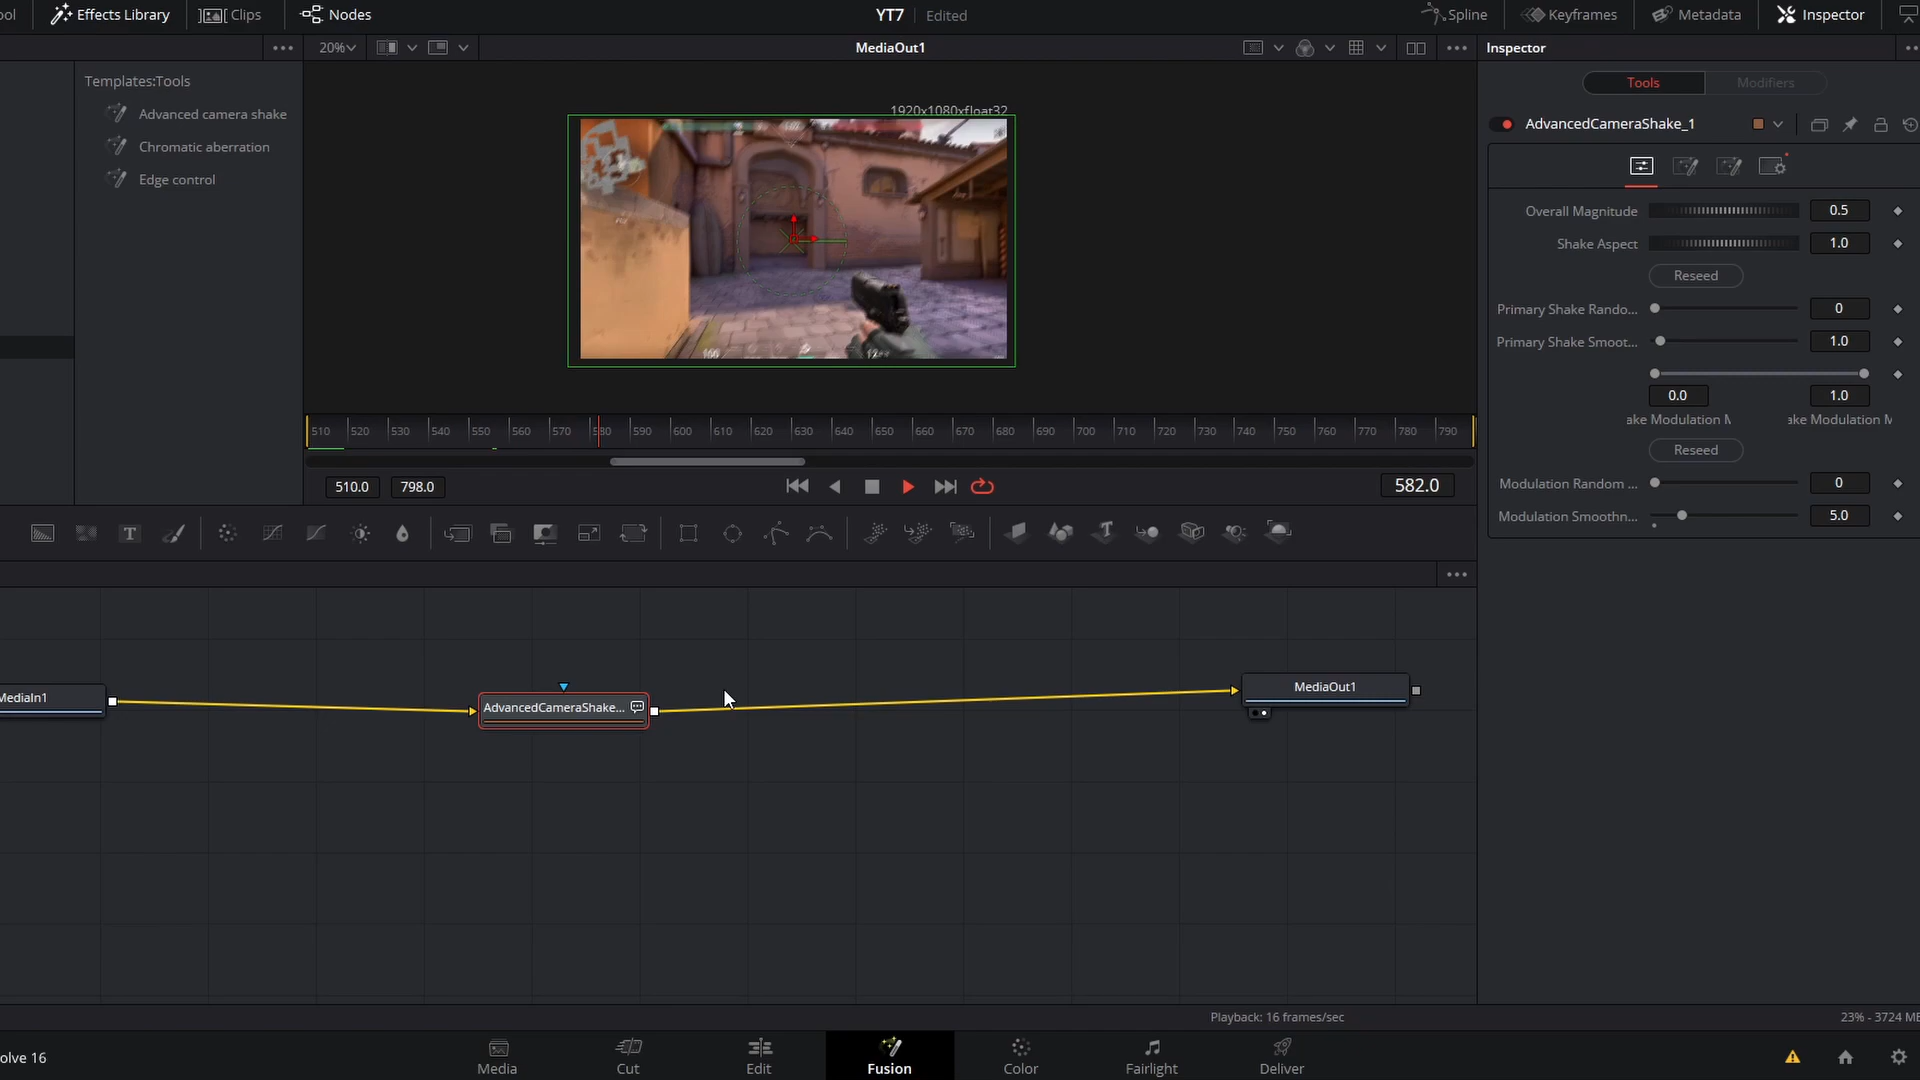 ool
Effects Library
Clips
Nodes
YT7
Edited
Spline
Keyframes
Metadata
Inspector
20%
MediaOut1
Inspector
Templates:Tools
Advanced camera shake
Chromatic aberration
Edge control
1920x1080xfloat32
Tools
Modifiers
AdvancedCameraShake_1
Overall Magnitude
0.5
Shake Aspect
1.0
Reseed
Primary Shake Rando...
0
Primary Shake Smoot...
1.0
0.0
1.0
ake Modulation M
ake Modulation M
Reseed
Modulation Random ...
0
Modulation Smoothn...
5.0
510 520 530 540 550 560 570 580 590 600 610 620 630 640 650 660 670 680 690 700 710 720 730 740 750 760 770 780 790
510.0
798.0
582.0
MediaIn1
AdvancedCameraShake...
MediaOut1
Playback: 16 frames/sec
23% - 3724 MB
olve 16
Media
Cut
Edit
Fusion
Color
Fairlight
Deliver